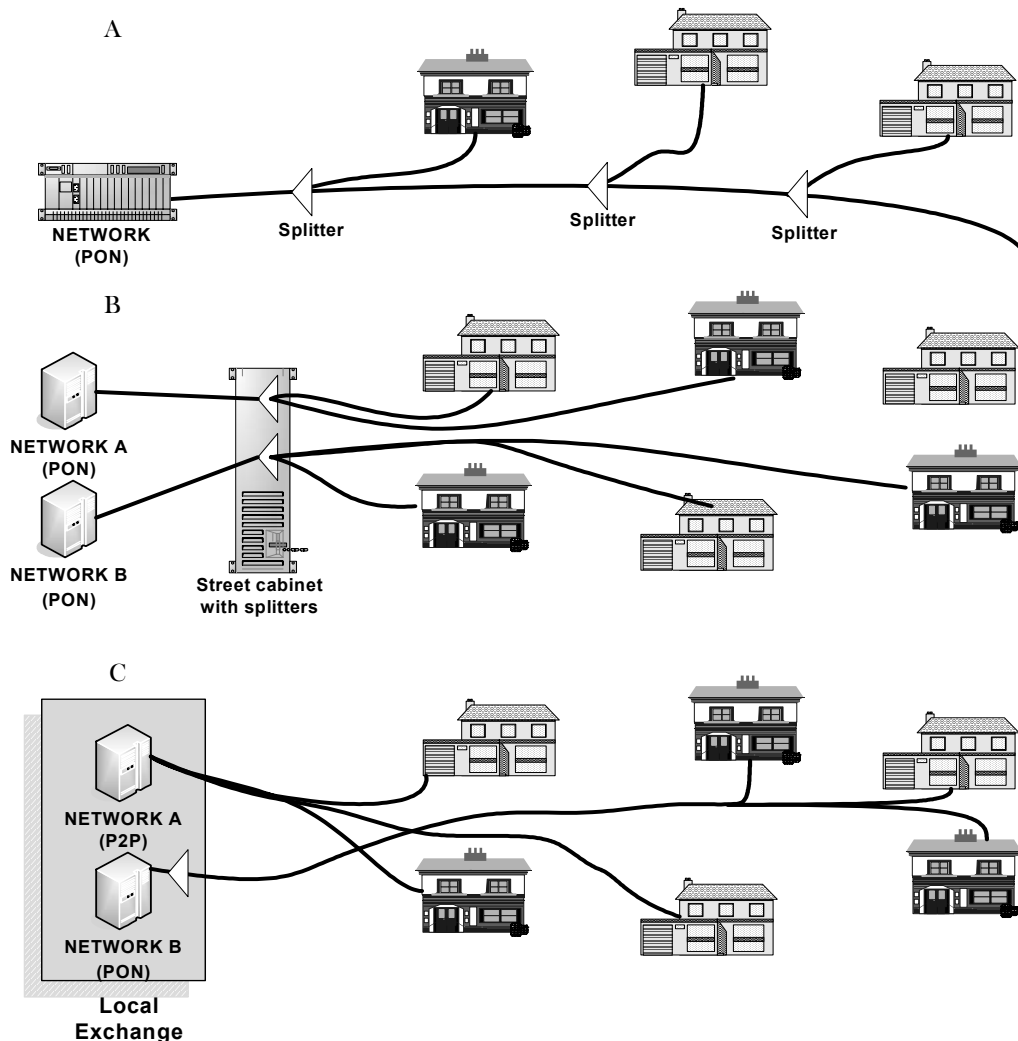 A
NETWORK
(PON)
Splitter
Splitter
Splitter
B
NETWORK A
(PON)
NETWORK B
(PON)
Street cabinet
with splitters
C
NETWORK A
(P2P)
NETWORK B
(PON)
Local
Exchange